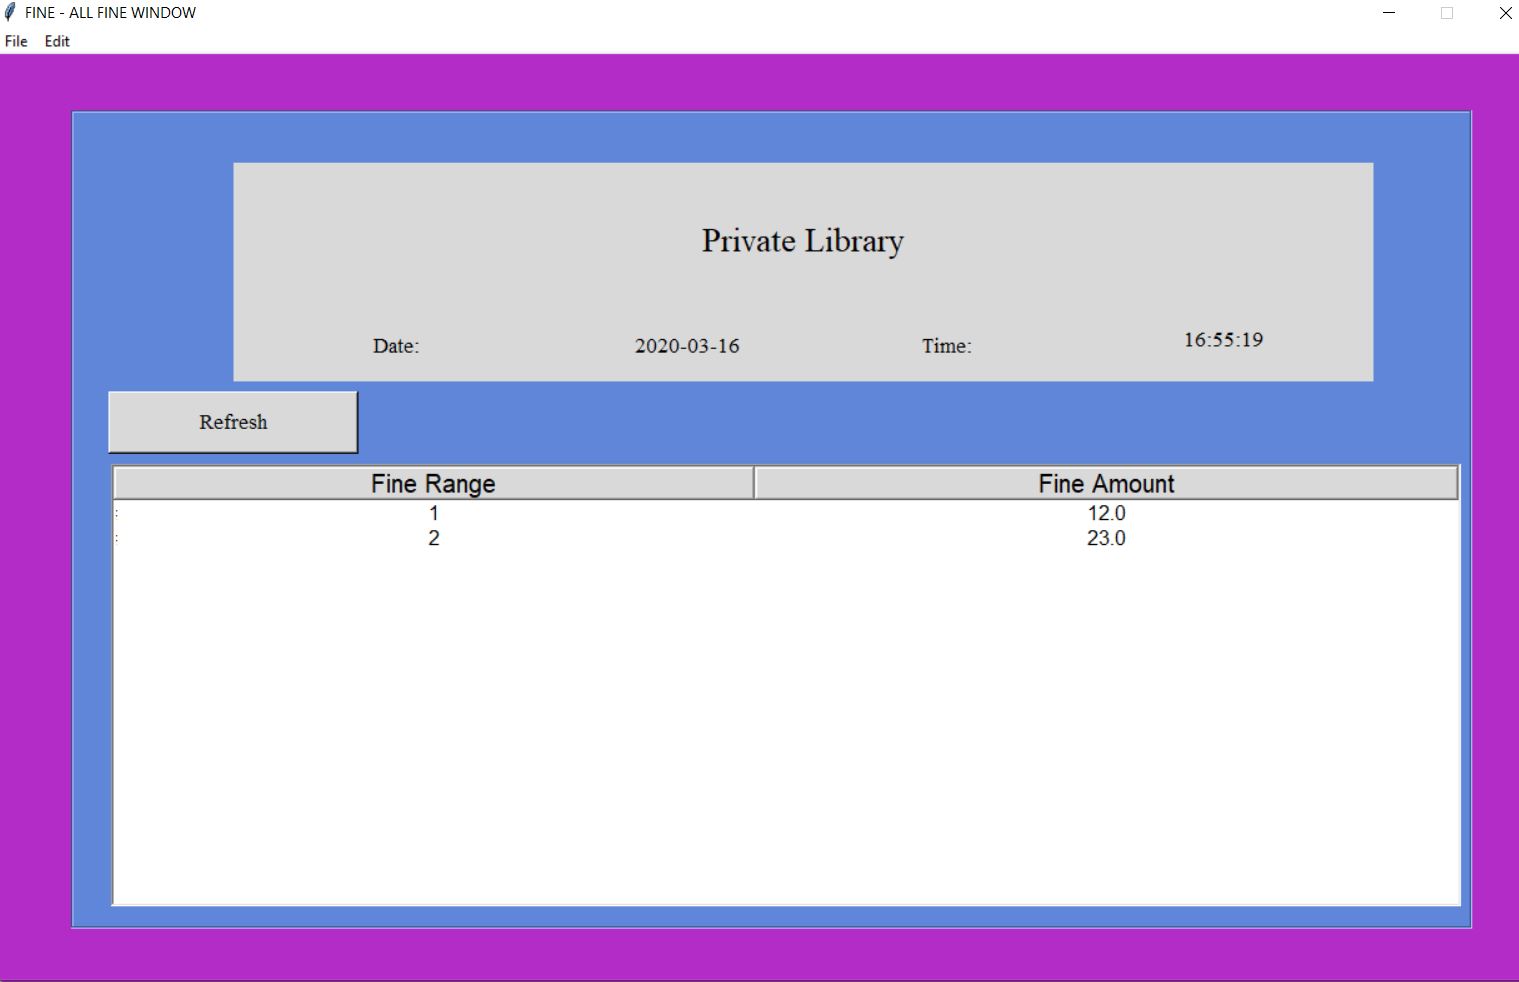 FINE - ALL FINE WINDOW
File Edit
Private Library
Date: 2020-03-16 Time: 16:55:19
Refresh
Fine Range Fine Amount
: 1 12.0
: 2 23.0